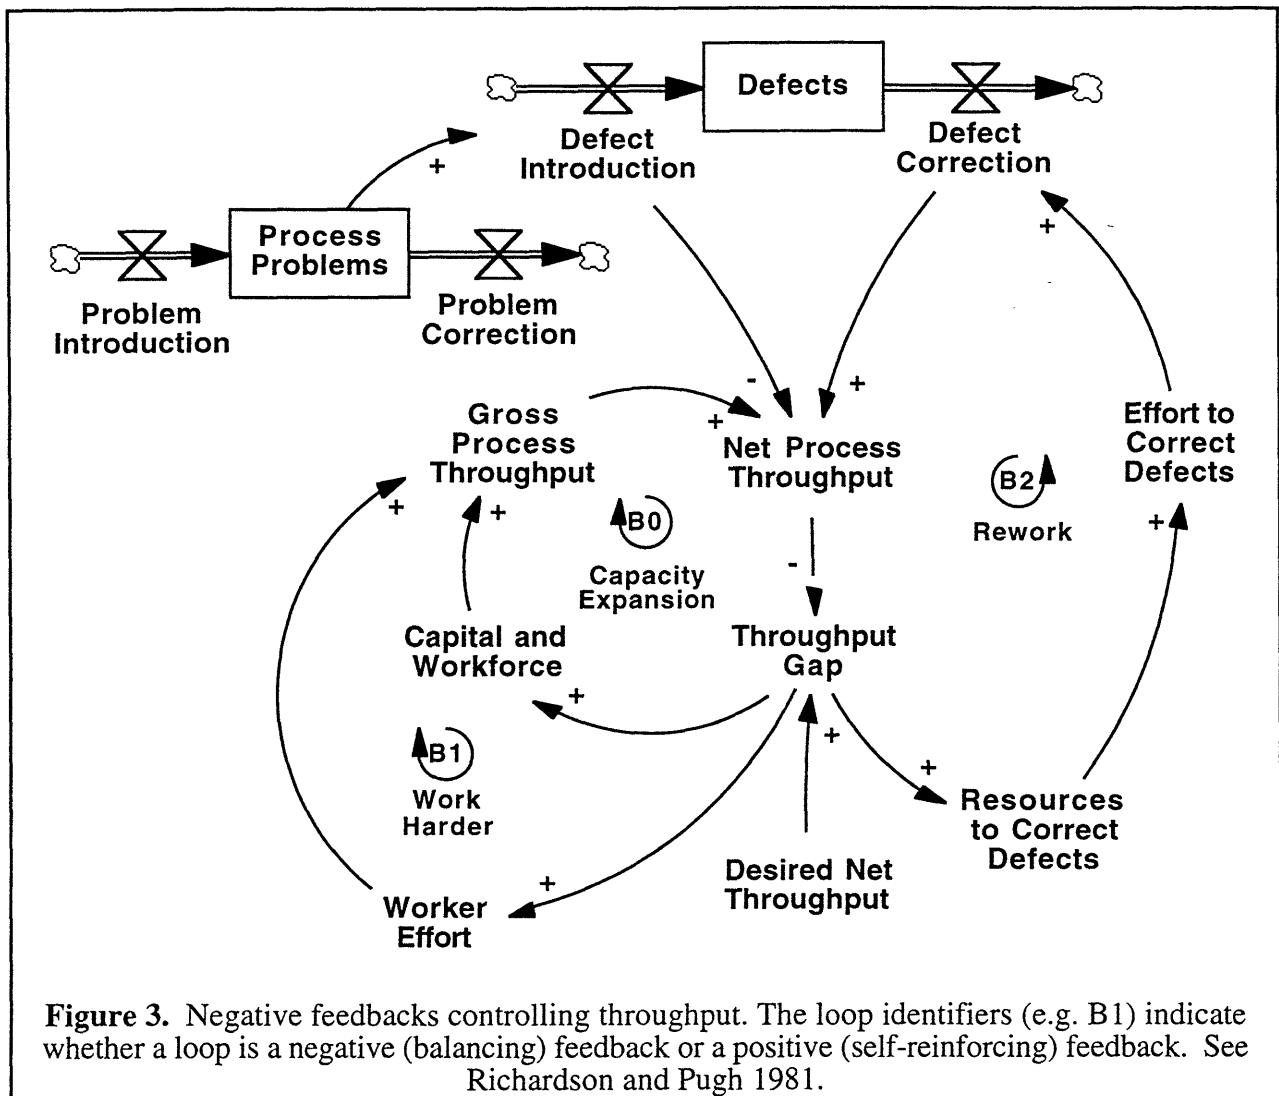 Defects
Defect
Introduction
Defect
Correction
+
+
Process
Problems
Problem
Introduction
Problem
Correction
-
+
Gross
Process
Throughput
+
Net Process
Throughput
Effort to
Correct
Defects
B2
Rework
+
+
+
B0
Capacity
Expansion
-
Capital and
Workforce
Throughput
Gap
+
+
+
B1
Work
Harder
Resources
to Correct
Defects
Desired Net
Throughput
+
Worker
Effort
Figure 3. Negative feedbacks controlling throughput. The loop identifiers (e.g. B1) indicate
whether a loop is a negative (balancing) feedback or a positive (self-reinforcing) feedback. See
Richardson and Pugh 1981.